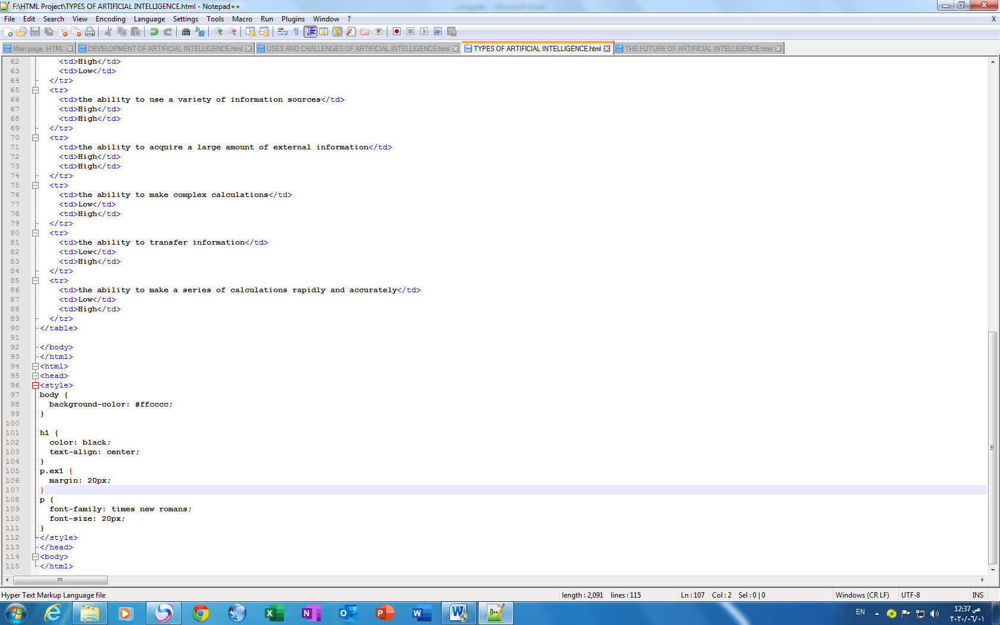 F:\HTML Project\TYPES OF ARTIFICIAL INTELLIGENCE.html - Notepad++
File Edit Search View Encoding Language Settings Tools Macro Run Plugins Window ? X
Main page .HTML DEVELOPMENT OF ARTIFICIAL INTELLIGENCE.html USES AND CHALLENGES OF ARTIFICIAL INTELLIGENCE.html TYPES OF ARTIFICIAL INTELLIGENCE.html THE FUTURE OF ARTIFICIAL INTELLIGENCE.html
62 <td>High</td>
63 <td>Low</td>
64 </tr>
65 <tr>
66 <td>the ability to use a variety of information sources</td>
67 <td>High</td>
68 <td>High</td>
69 </tr>
70 <tr>
71 <td>the ability to acquire a large amount of external information</td>
72 <td>High</td>
73 <td>High</td>
74 </tr>
75 <tr>
76 <td>the ability to make complex calculations</td>
77 <td>Low</td>
78 <td>High</td>
79 </tr>
80 <tr>
81 <td>the ability to transfer information</td>
82 <td>Low</td>
83 <td>High</td>
84 </tr>
85 <tr>
86 <td>the ability to make a series of calculations rapidly and accurately</td>
87 <td>Low</td>
88 <td>High</td>
89 </tr>
90 </table>
91
92 </body>
93 </html>
94 <html>
95 <head>
96 <style>
97 body {
98 background-color: #ffcccc;
99 }
100
101 h1 {
102 color: black;
103 text-align: center;
104 }
105 p.ex1 {
106 margin: 20px;
107 }
108 p {
109 font-family: times new romans;
110 font-size: 20px;
111 }
112 </style>
113 </head>
114 <body>
115 </html>
Hyper Text Markup Language file length : 2,091 lines : 115 Ln : 107 Col : 2 Sel : 0 | 0 Windows (CR LF) UTF-8 INS
EN 12:37 ص
٢٠٢٠/٠٦/٠١